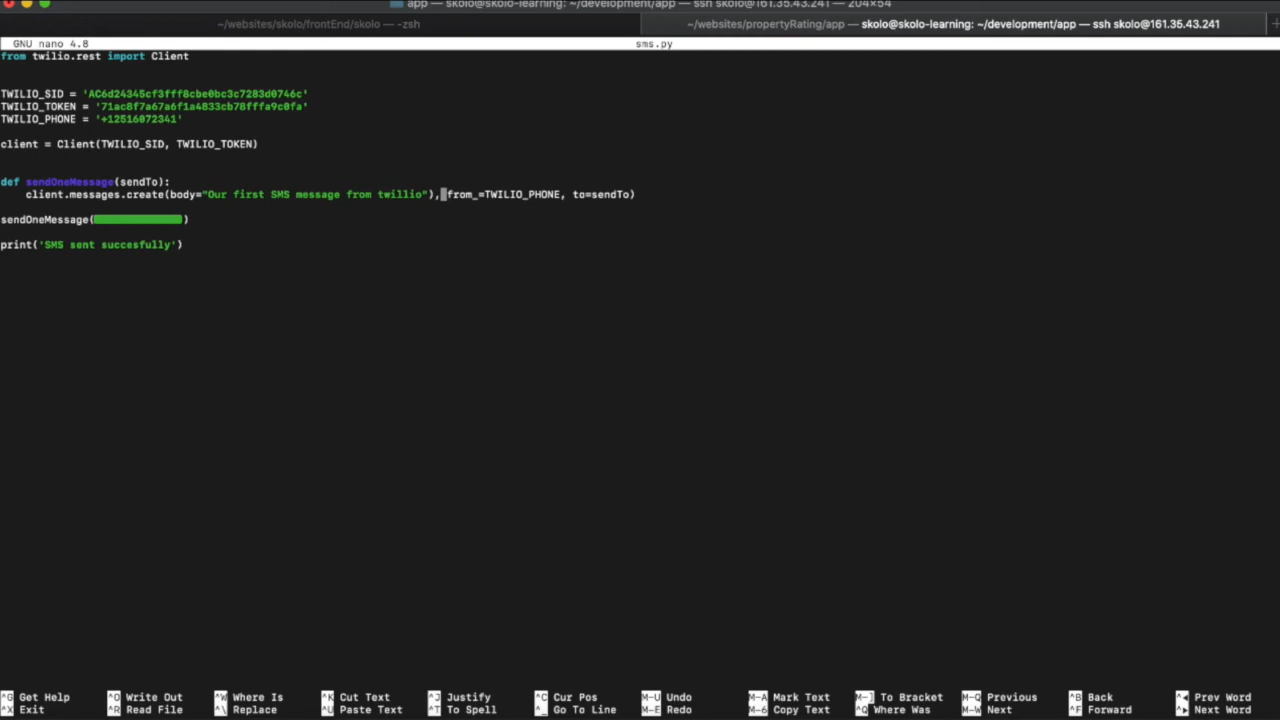 app — skolo@skolo-learning: ~/development/app — ssh skolo@161.35.43.241 — 204×54
~/websites/skolo/frontEnd/skolo — -zsh
~/websites/propertyRating/app — skolo@skolo-learning: ~/development/app — ssh skolo@161.35.43.241
GNU nano 4.8 sms.py
from twilio.rest import Client
TWILIO_SID = 'AC6d24345cf3fff8cbe0bc3c7283d0746c'
TWILIO_TOKEN = '71ac8f7a67a6f1a4833cb78fffa9c0fa'
TWILIO_PHONE = '+12516072341'
client = Client(TWILIO_SID, TWILIO_TOKEN)
def sendOneMessage(sendTo):
client.messages.create(body="Our first SMS message from twillio"), from_=TWILIO_PHONE, to=sendTo)
sendOneMessage( )
print('SMS sent succesfully')
^G Get Help ^O Write Out ^W Where Is ^K Cut Text ^J Justify ^C Cur Pos M-U Undo M-A Mark Text M-] To Bracket M-Q Previous ^B Back ^◀ Prev Word
^X Exit ^R Read File ^\ Replace ^U Paste Text ^T To Spell ^_ Go To Line M-E Redo M-6 Copy Text ^Q Where Was M-W Next ^F Forward ^▶ Next Word